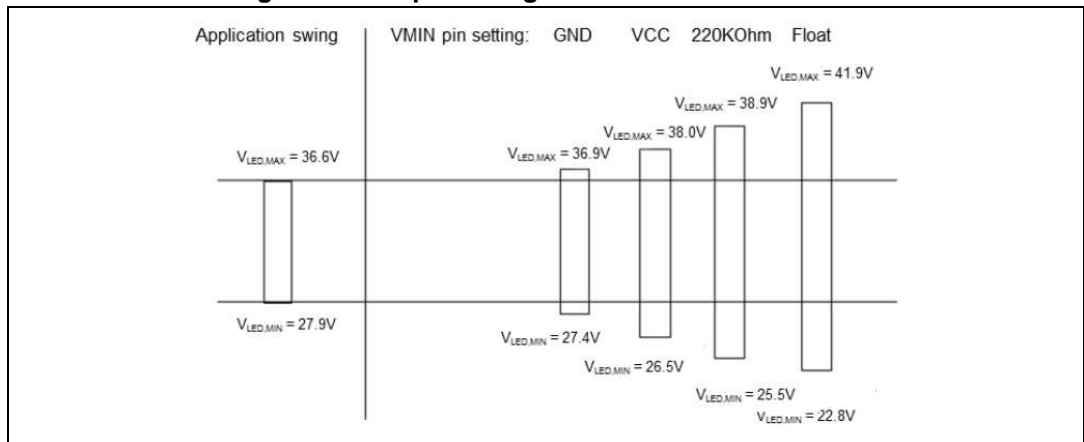 Application swing
VMIN pin setting: GND VCC 220KOhm Float
VLED,MAX = 41.9V
VLED,MAX = 38.9V
VLED,MAX = 38.0V
VLED,MAX = 36.6V
VLED,MAX = 36.9V
VLED,MIN = 27.9V
VLED,MIN = 27.4V
VLED,MIN = 26.5V
VLED,MIN = 25.5V
VLED,MIN = 22.8V